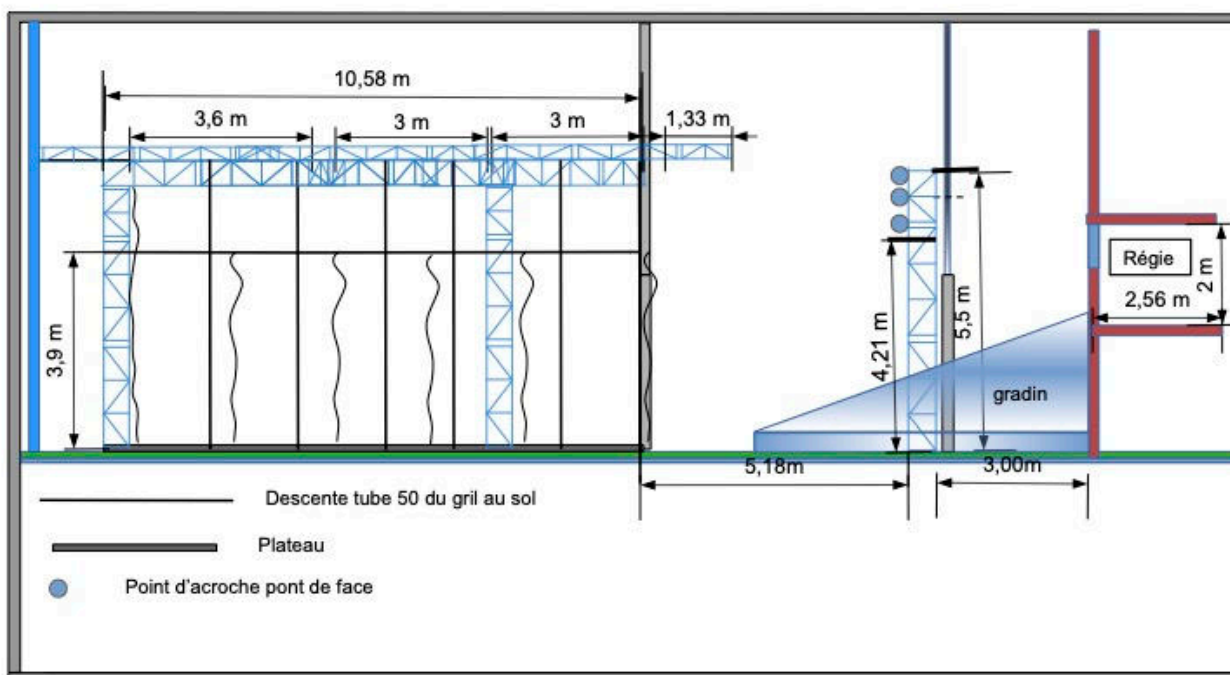 10,58 m
3,6 m
3 m
3 m
1,33 m
3,9 m
4,21 m
5,5 m
Régie
2 m
2,56 m
gradin
5,18m
3,00m
Descente tube 50 du gril au sol
Plateau
Point d'acroche pont de face